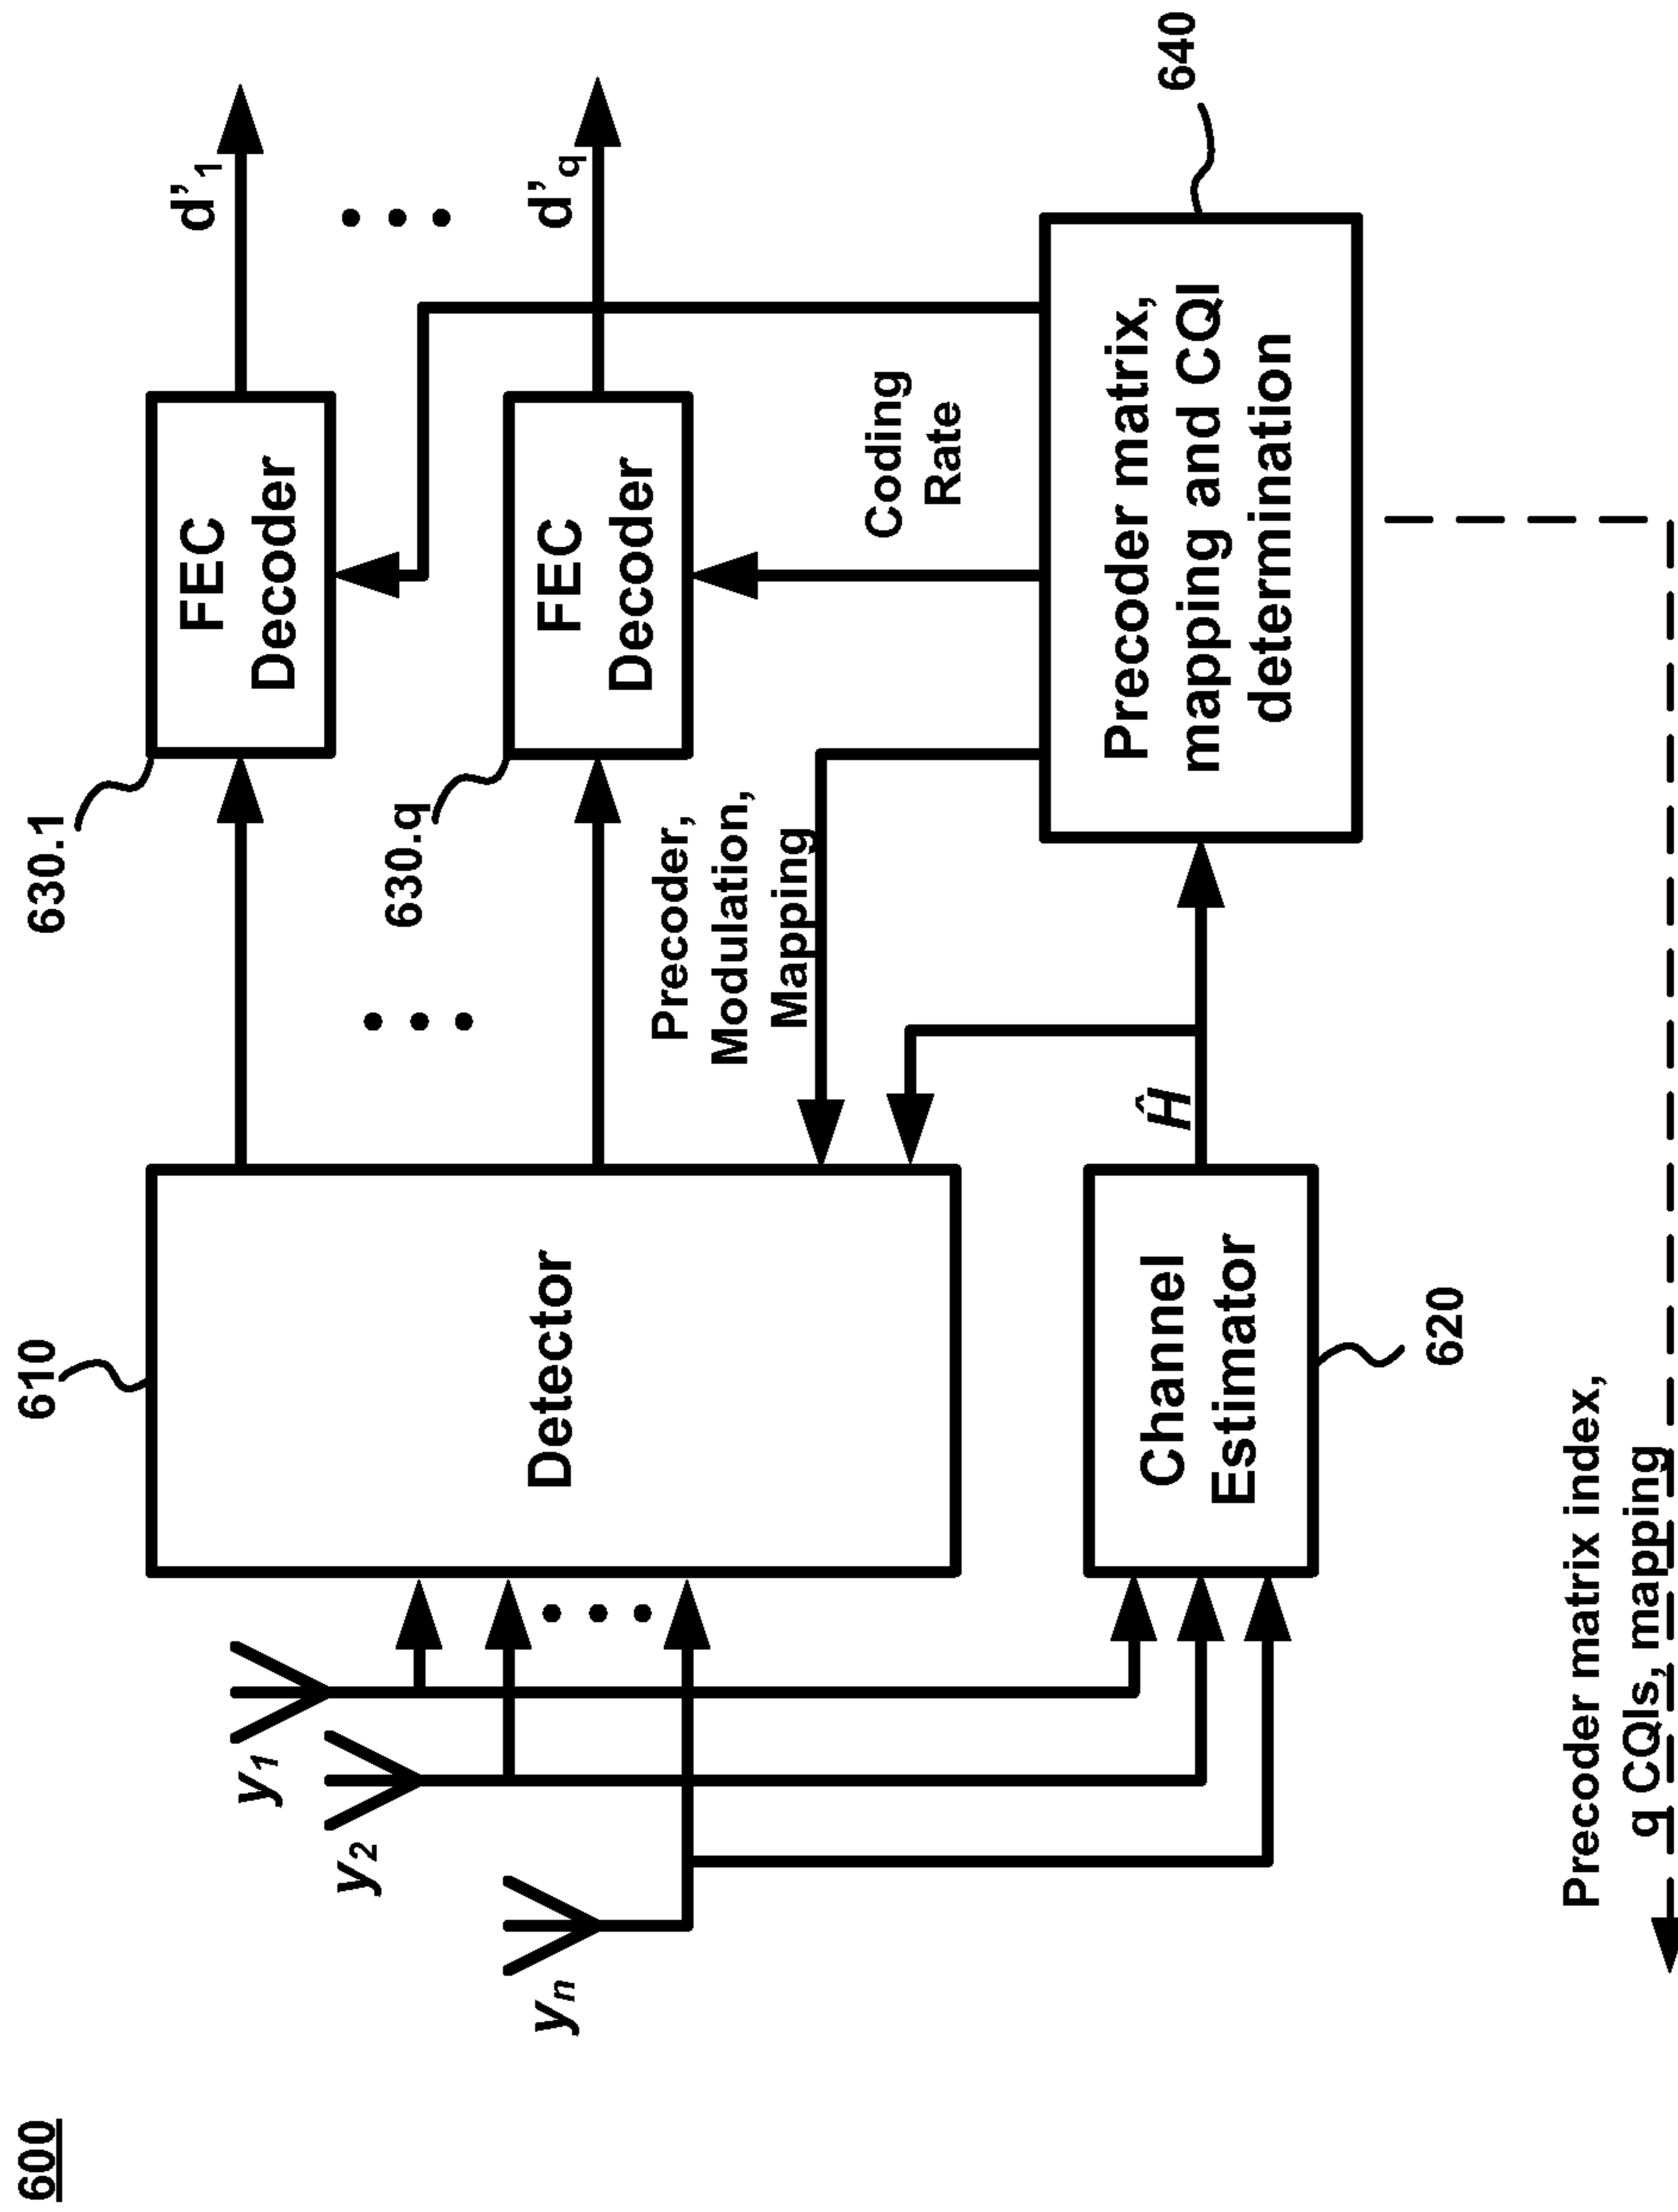 600
610
630.1
d'1
FEC
Decoder
y1
y2
yn
Detector
630.q
d'q
FEC
Decoder
Precoder,
Modulation,
Mapping
Coding
Rate
Channel
Estimator
Ĥ
Precoder matrix,
mapping and CQI
determination
640
620
Precoder matrix index,
q CQIs, mapping